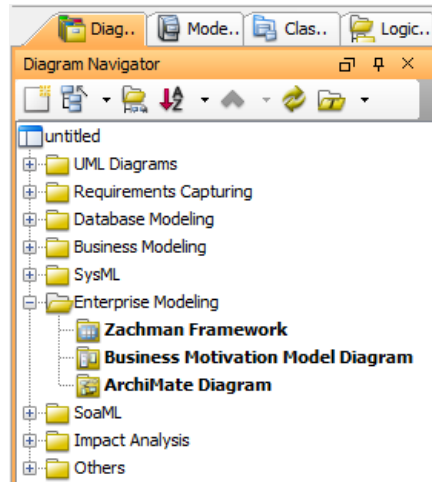 Diag.. Mode.. Clas.. Logic..
Diagram Navigator
untitled
UML Diagrams
Requirements Capturing
Database Modeling
Business Modeling
SysML
Enterprise Modeling
Zachman Framework
Business Motivation Model Diagram
ArchiMate Diagram
SoaML
Impact Analysis
Others